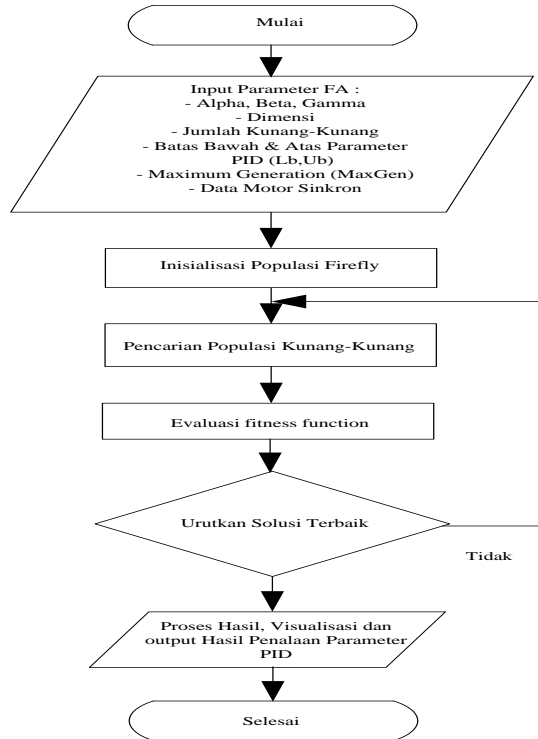 Mulai
Input Parameter FA :
- Alpha, Beta, Gamma
- Dimensi
- Jumlah Kunang-Kunang
- Batas Bawah & Atas Parameter
PID (Lb,Ub)
- Maximum Generation (MaxGen)
- Data Motor Sinkron
Inisialisasi Populasi Firefly
Pencarian Populasi Kunang-Kunang
Evaluasi fitness function
Urutkan Solusi Terbaik
Tidak
Proses Hasil, Visualisasi dan
output Hasil Penalaan Parameter
PID
Selesai